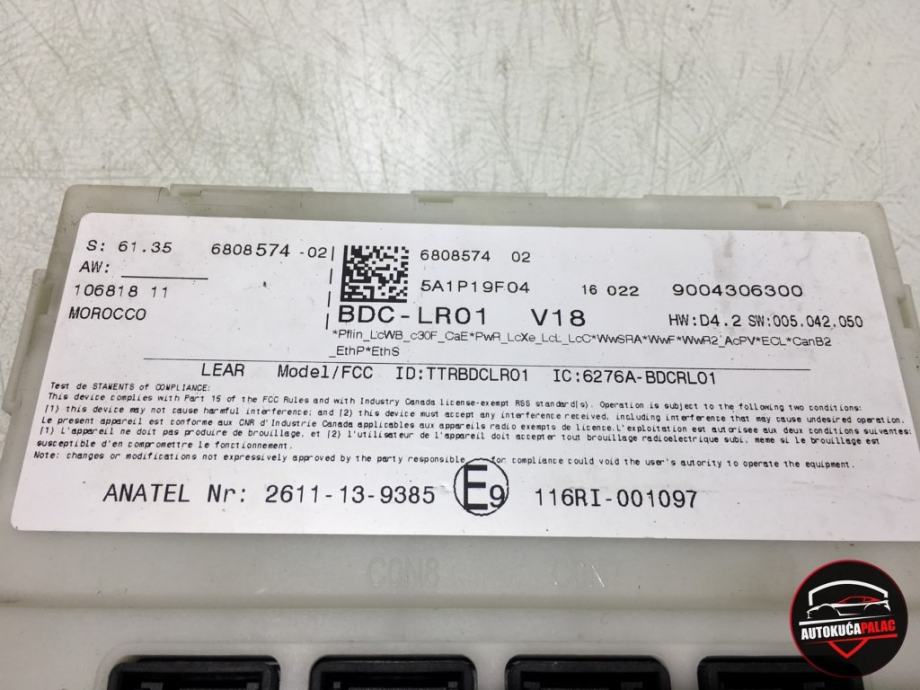 S: 61.35 6808574 -02
AW:
106818 11
MOROCCO
6808574 02
5A1P19F04 16 022 9004306300
BDC-LR01 V18 HW:D4.2 SW:005.042.050
*Pflin_LcWB_c30F_CaE*PwR_LcXe_LcL_LcC*WwSRA*WwF*WwR2_AcPV*ECL*CanB2
_EthP*EthS
LEAR Model/FCC ID:TTRBDCLR01 IC:6276A-BDCRL01
Test de STAMENTS of COMPLIANCE:
This device complies with Part 15 of the FCC Rules and with Industry Canada license-exempt RSS standard(s). Operation is subject to the following two conditions:
(1) this device may not cause harmful interference; and (2) this device must accept any interference received, including interference that may cause undesired operation.
Le present appareil est conforme aux CNR d'Industrie Canada applicables aux appareils radio exempts de licence.L'exploitation est autorisee aux deux conditions suivantes:
(1) l'appareil ne doit pas produire de brouillage, et (2) l'utilisateur de l'appareil doit accepter tout brouillage radioelectrique subi, meme si le brouillage est
susceptible d'en compromettre le fonctionnement.
Note: changes or modifications not expressively approved by the party responsible for compliance could void the user's authority to operate the equipment.
ANATEL Nr: 2611-13-9385 E9 116RI-001097
CON8
AUTOKUĆAPALAC